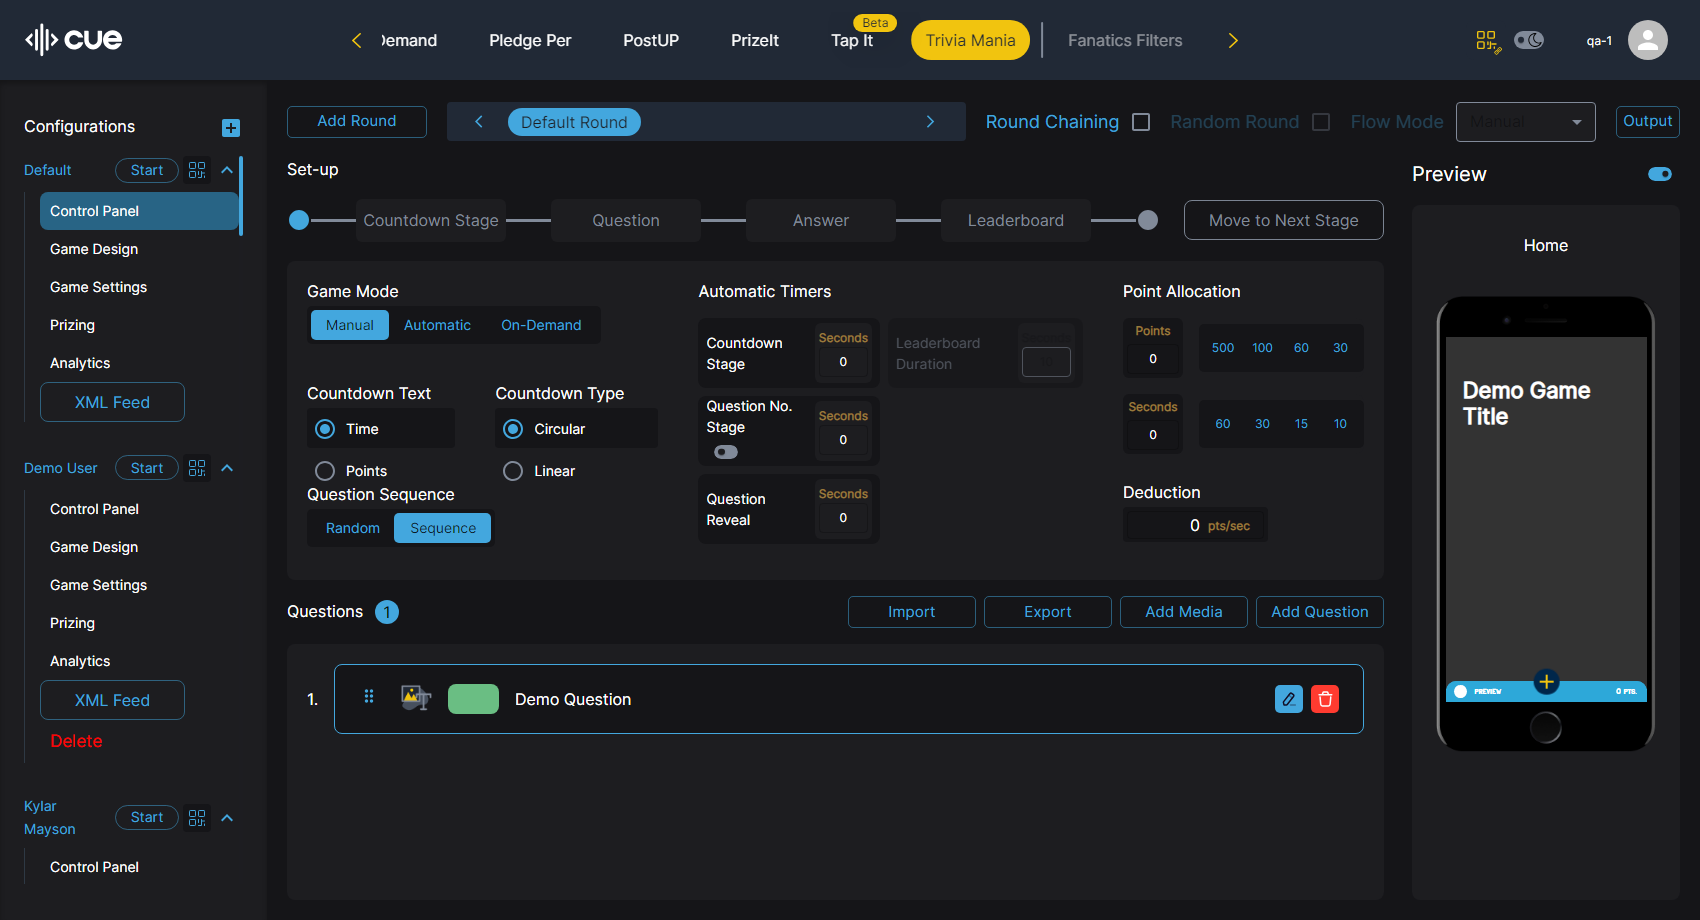 cue
Demand
Pledge Per
PostUP
PrizeIt
Tap It
Beta
Trivia Mania
Fanatics Filters
qa-1
Configurations
Default
Start
Control Panel
Game Design
Game Settings
Prizing
Analytics
XML Feed
Demo User
Start
Control Panel
Game Design
Game Settings
Prizing
Analytics
XML Feed
Delete
Kylar
Mayson
Start
Control Panel
Add Round
Default Round
Round Chaining
Random Round
Flow Mode
Manual
Output
Set-up
Countdown Stage
Question
Answer
Leaderboard
Move to Next Stage
Game Mode
Manual
Automatic
On-Demand
Countdown Text
Time
Points
Countdown Type
Circular
Linear
Question Sequence
Random
Sequence
Automatic Timers
Countdown
Stage
Seconds
0
Leaderboard
Duration
Question No.
Stage
Seconds
0
Question
Reveal
Seconds
0
Point Allocation
Points
0
500
100
60
30
Seconds
0
60
30
15
10
Deduction
0 pts/sec
Questions 1
Import
Export
Add Media
Add Question
1.
Demo Question
Preview
Home
Demo Game
Title
PREVIEW
0 PTS.